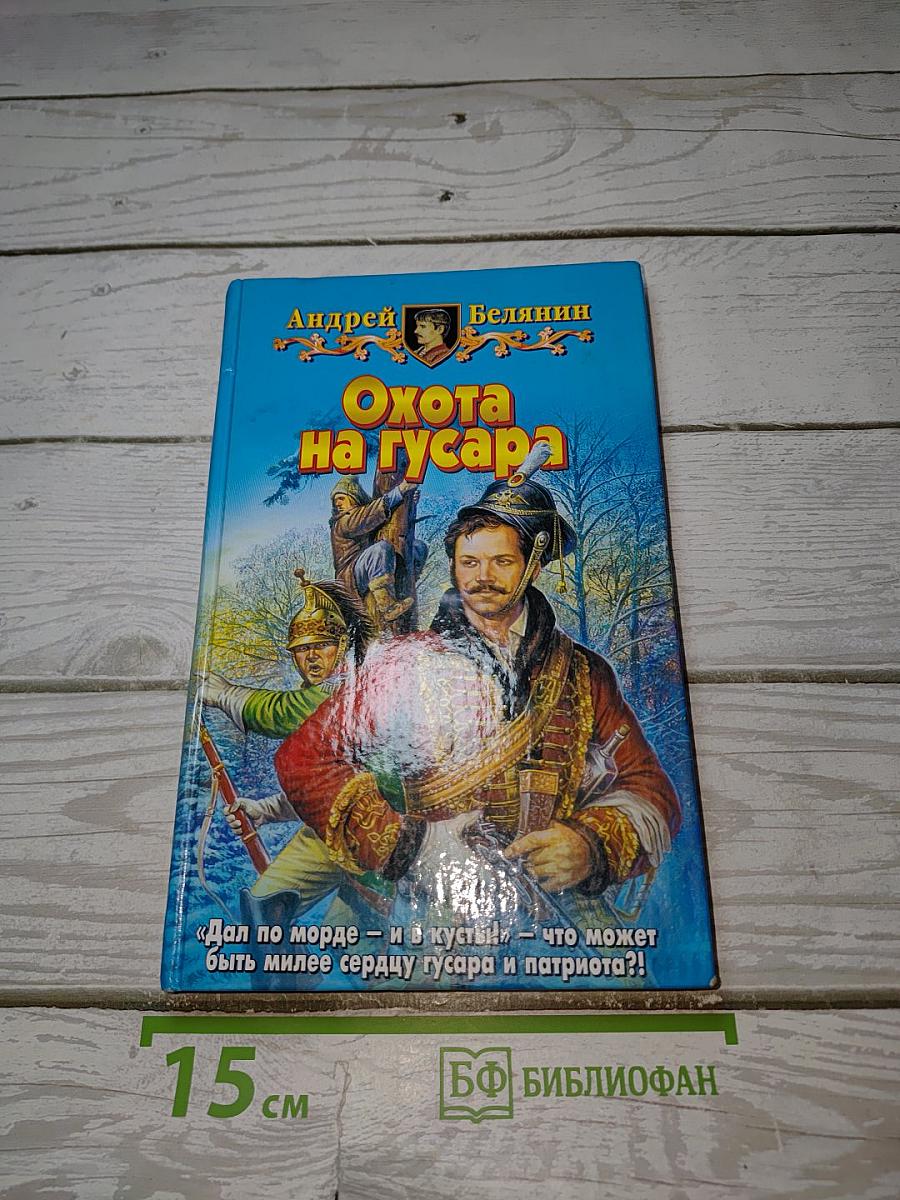 Андрей Белянин
Охота
на гусара
«Дал по морде – и в кусты!» – что может
быть милее сердцу гусара и патриота?!
15 см
БФ БИБЛИОФАН